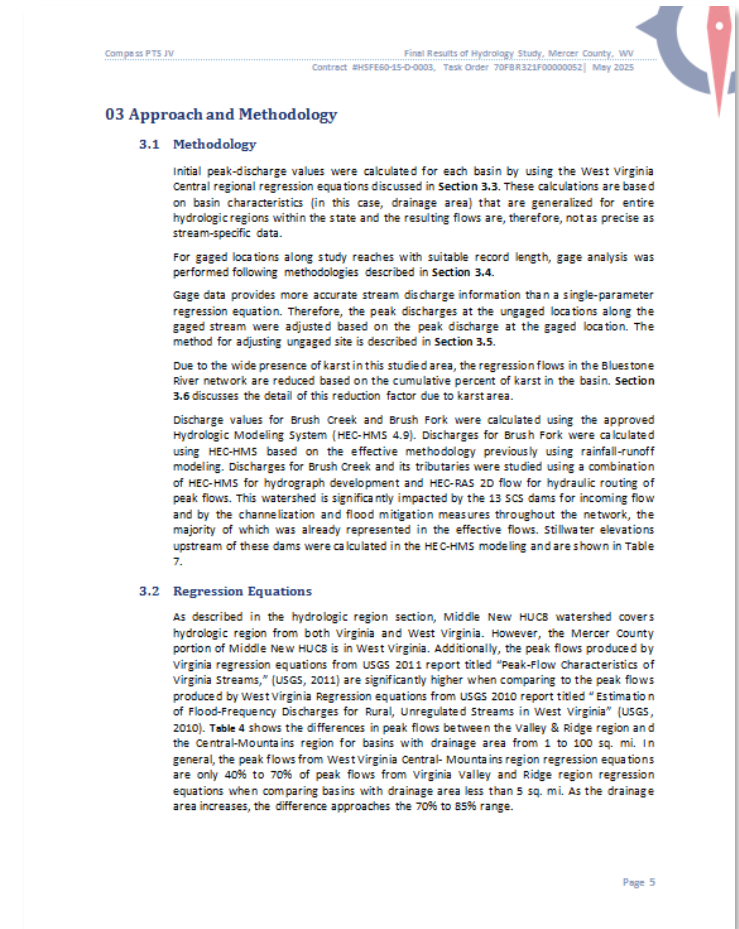 Compass PTS JV Final Results of Hydrology Study, Mercer County, WV
Contract #HSFE60-15-D-0003, Task Order 70FBR321F00000052| May 2025
03 Approach and Methodology
3.1 Methodology
Initial peak-discharge values were calculated for each basin by using the West Virginia
Central regional regression equations discussed in Section 3.3. These calculations are based
on basin characteristics (in this case, drainage area) that are generalized for entire
hydrologic regions within the state and the resulting flows are, therefore, not as precise as
stream-specific data.
For gaged locations along study reaches with suitable record length, gage analysis was
performed following methodologies described in Section 3.4.
Gage data provides more accurate stream discharge information than a single-parameter
regression equation. Therefore, the peak discharges at the ungaged locations along the
gaged stream were adjusted based on the peak discharge at the gaged location. The
method for adjusting ungaged site is described in Section 3.5.
Due to the wide presence of karst in this studied area, the regression flows in the Bluestone
River network are reduced based on the cumulative percent of karst in the basin. Section
3.6 discusses the detail of this reduction factor due to karst area.
Discharge values for Brush Creek and Brush Fork were calculated using the approved
Hydrologic Modeling System (HEC-HMS 4.9). Discharges for Brush Fork were calculated
using HEC-HMS based on the effective methodology previously using rainfall-runoff
modeling. Discharges for Brush Creek and its tributaries were studied using a combination
of HEC-HMS for hydrograph development and HEC-RAS 2D flow for hydraulic routing of
peak flows. This watershed is significantly impacted by the 13 SCS dams for incoming flow
and by the channelization and flood mitigation measures throughout the network, the
majority of which was already represented in the effective flows. Stillwater elevations
upstream of these dams were calculated in the HEC-HMS modeling and are shown in Table
7.
3.2 Regression Equations
As described in the hydrologic region section, Middle New HUC8 watershed covers
hydrologic region from both Virginia and West Virginia. However, the Mercer County
portion of Middle New HUC8 is in West Virginia. Additionally, the peak flows produced by
Virginia regression equations from USGS 2011 report titled "Peak-Flow Characteristics of
Virginia Streams," (USGS, 2011) are significantly higher when comparing to the peak flows
produced by West Virginia Regression equations from USGS 2010 report titled "Estimation
of Flood-Frequency Discharges for Rural, Unregulated Streams in West Virginia" (USGS,
2010). Table 4 shows the differences in peak flows between the Valley & Ridge region and
the Central-Mountains region for basins with drainage area from 1 to 100 sq. mi. In
general, the peak flows from West Virginia Central- Mountains region regression equations
are only 40% to 70% of peak flows from Virginia Valley and Ridge region regression
equations when comparing basins with drainage area less than 5 sq. mi. As the drainage
area increases, the difference approaches the 70% to 85% range.
Page 5